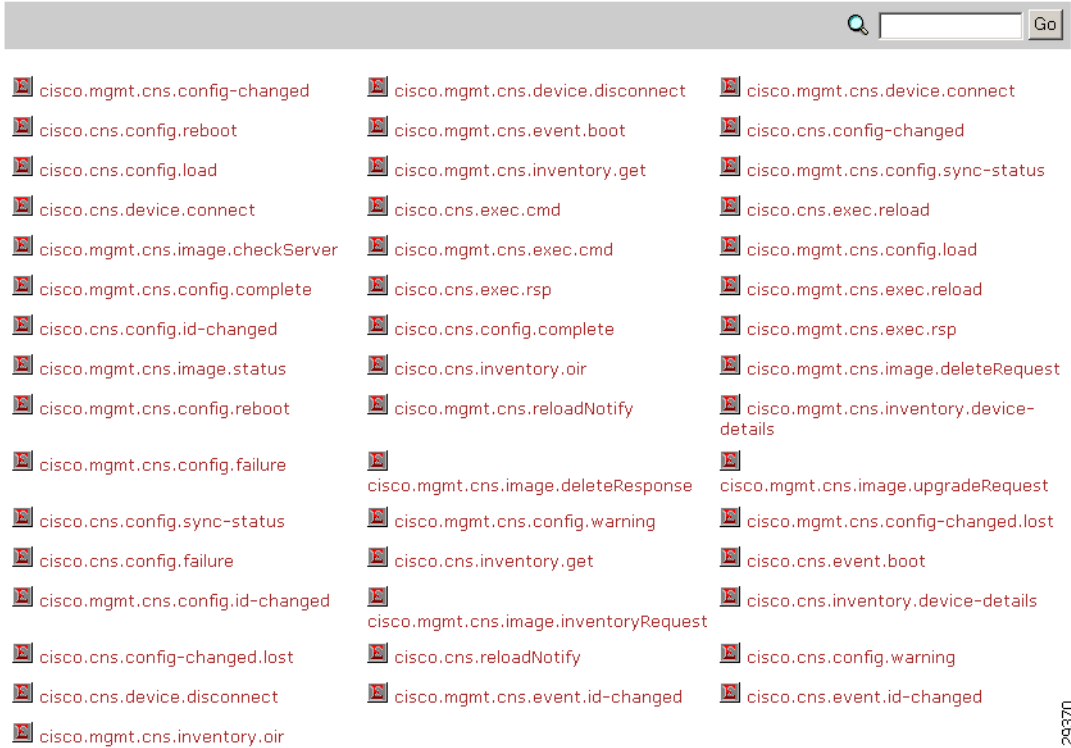 Go
cisco.mgmt.cns.config-changed
cisco.mgmt.cns.device.disconnect
cisco.mgmt.cns.device.connect
cisco.cns.config.reboot
cisco.mgmt.cns.event.boot
cisco.cns.config-changed
cisco.cns.config.load
cisco.mgmt.cns.inventory.get
cisco.mgmt.cns.config.sync-status
cisco.cns.device.connect
cisco.cns.exec.cmd
cisco.cns.exec.reload
cisco.mgmt.cns.image.checkServer
cisco.mgmt.cns.exec.cmd
cisco.mgmt.cns.config.load
cisco.mgmt.cns.config.complete
cisco.cns.exec.rsp
cisco.mgmt.cns.exec.reload
cisco.cns.config.id-changed
cisco.cns.config.complete
cisco.mgmt.cns.exec.rsp
cisco.mgmt.cns.image.status
cisco.cns.inventory.oir
cisco.mgmt.cns.image.deleteRequest
cisco.mgmt.cns.config.reboot
cisco.mgmt.cns.reloadNotify
cisco.mgmt.cns.inventory.device-
details
cisco.mgmt.cns.config.failure
cisco.mgmt.cns.image.deleteResponse
cisco.mgmt.cns.image.upgradeRequest
cisco.cns.config.sync-status
cisco.mgmt.cns.config.warning
cisco.mgmt.cns.config-changed.lost
cisco.cns.config.failure
cisco.cns.inventory.get
cisco.cns.event.boot
cisco.mgmt.cns.config.id-changed
cisco.mgmt.cns.image.inventoryRequest
cisco.cns.inventory.device-details
cisco.cns.config-changed.lost
cisco.cns.reloadNotify
cisco.cns.config.warning
cisco.cns.device.disconnect
cisco.mgmt.cns.event.id-changed
cisco.cns.event.id-changed
cisco.mgmt.cns.inventory.oir
29370